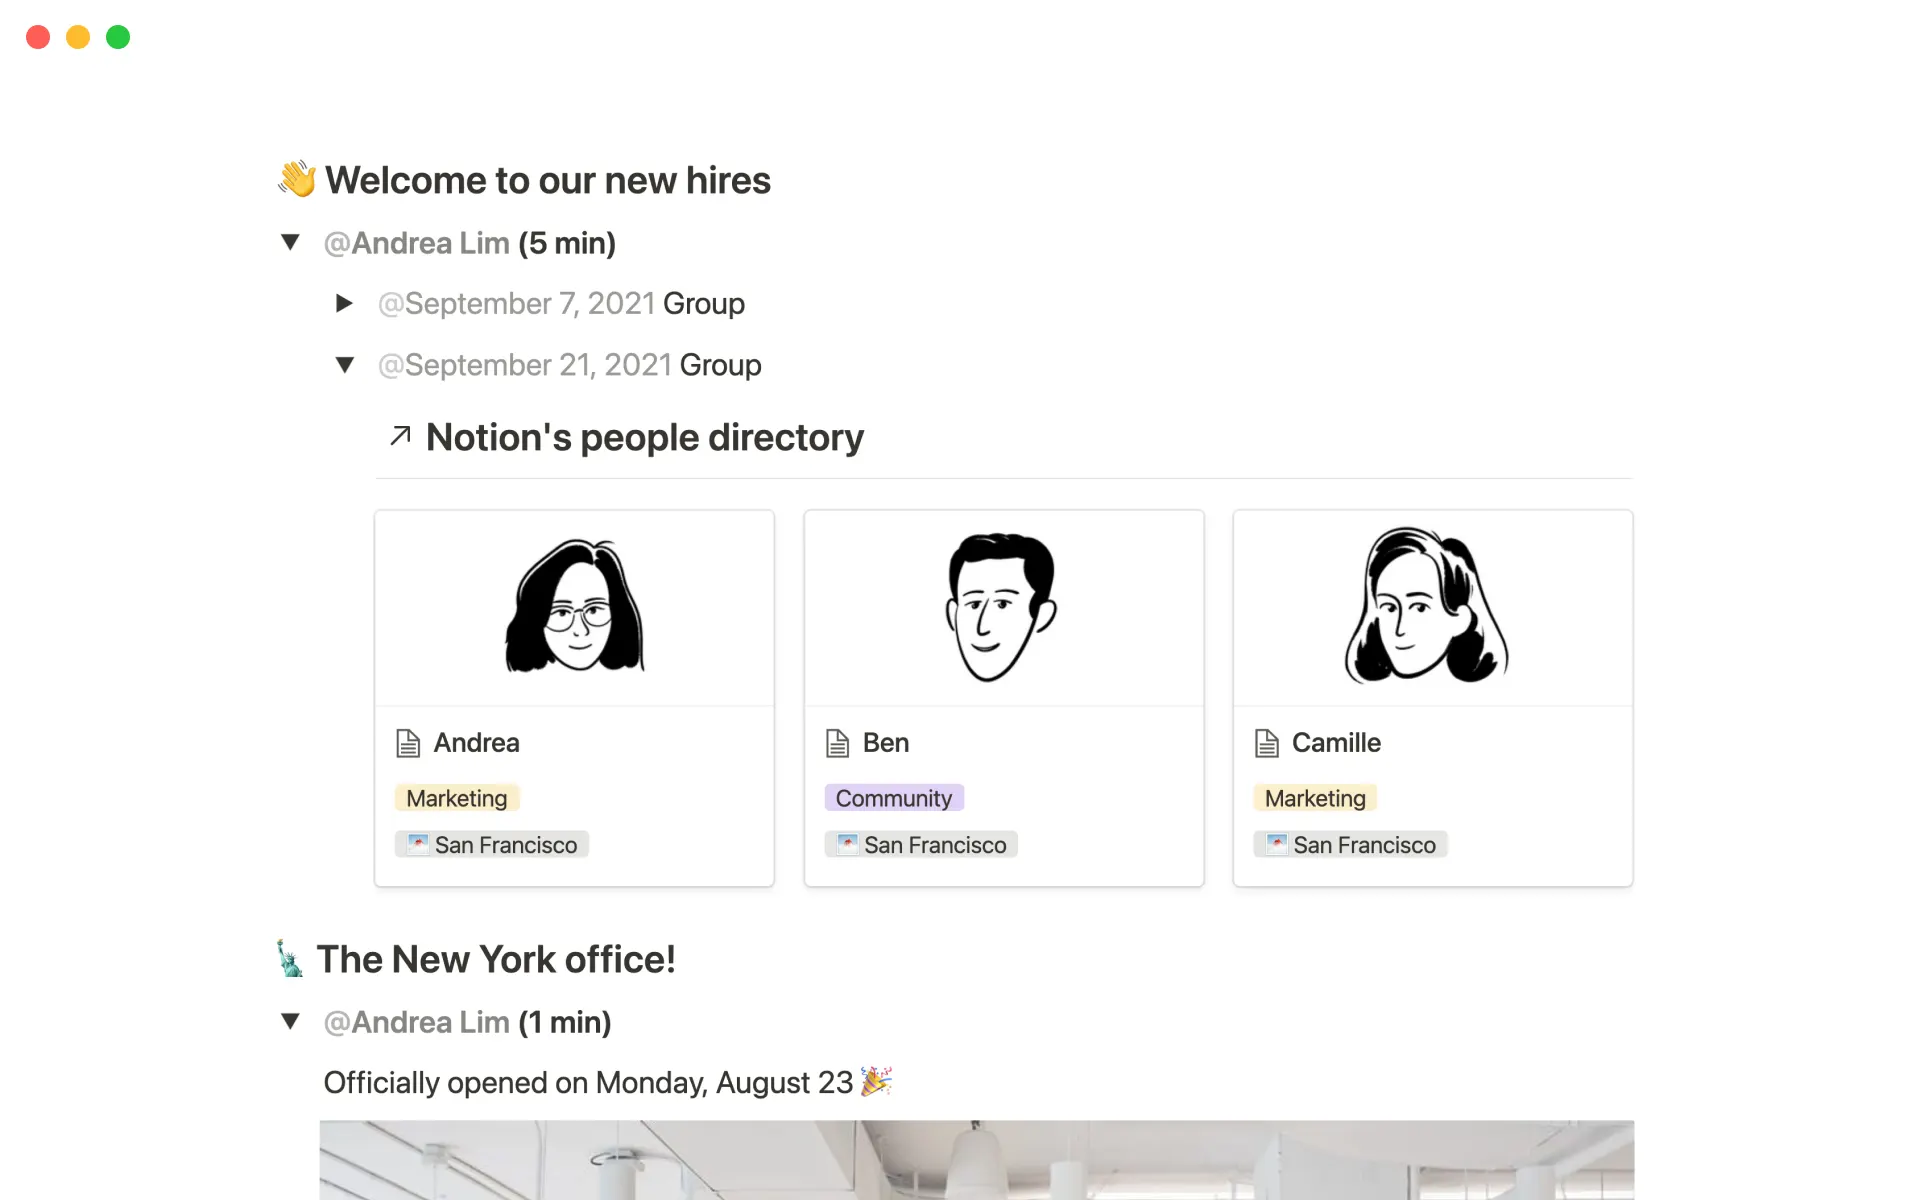 👋 Welcome to our new hires
@Andrea Lim (5 min)
@September 7, 2021 Group
@September 21, 2021 Group
Notion's people directory
Andrea
Marketing
San Francisco
Ben
Community
San Francisco
Camille
Marketing
San Francisco
🗽 The New York office!
@Andrea Lim (1 min)
Officially opened on Monday, August 23 🎉